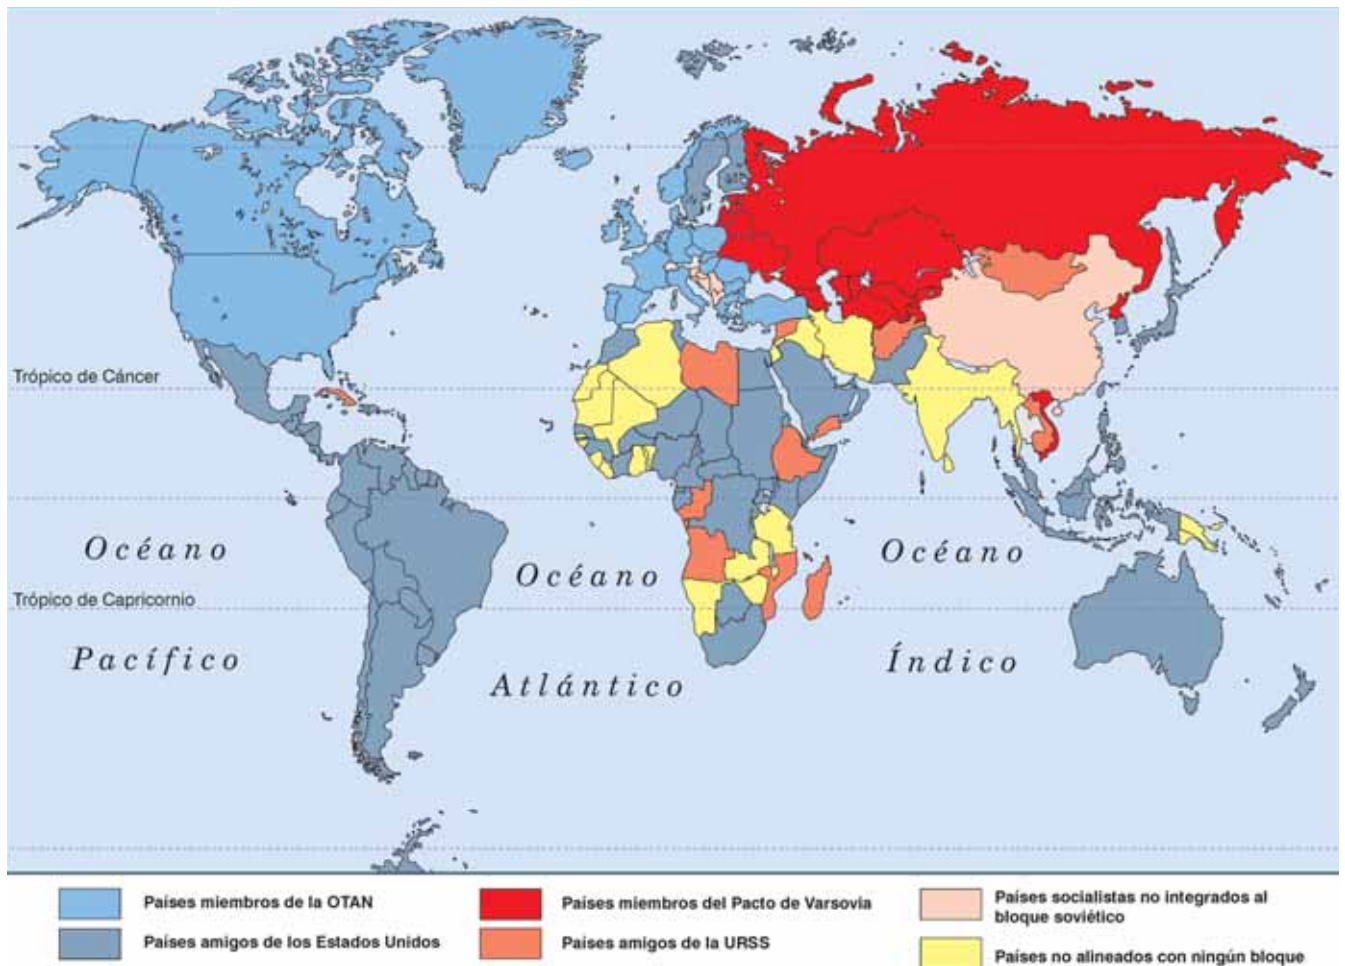 Trópico de Cáncer
Océano
Océano
Océano
Trópico de Capricornio
Pacífico
Índico
Atlántico
Países miembros de la OTAN
Países amigos de los Estados Unidos
Países miembros del Pacto de Varsovia
Países amigos de la URSS
Países socialistas no integrados al
bloque soviético
Países no alineados con ningún bloque